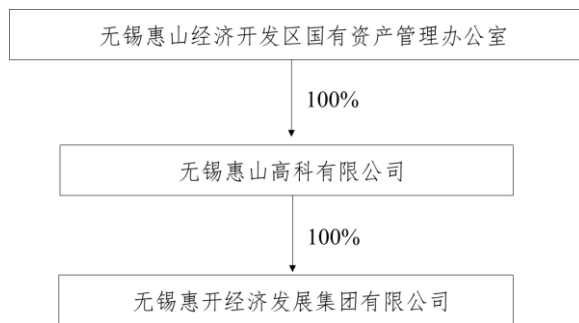 无锡惠山经济开发区国有资产管理办公室
100%
无锡惠山高科有限公司
100%
无锡惠开经济发展集团有限公司